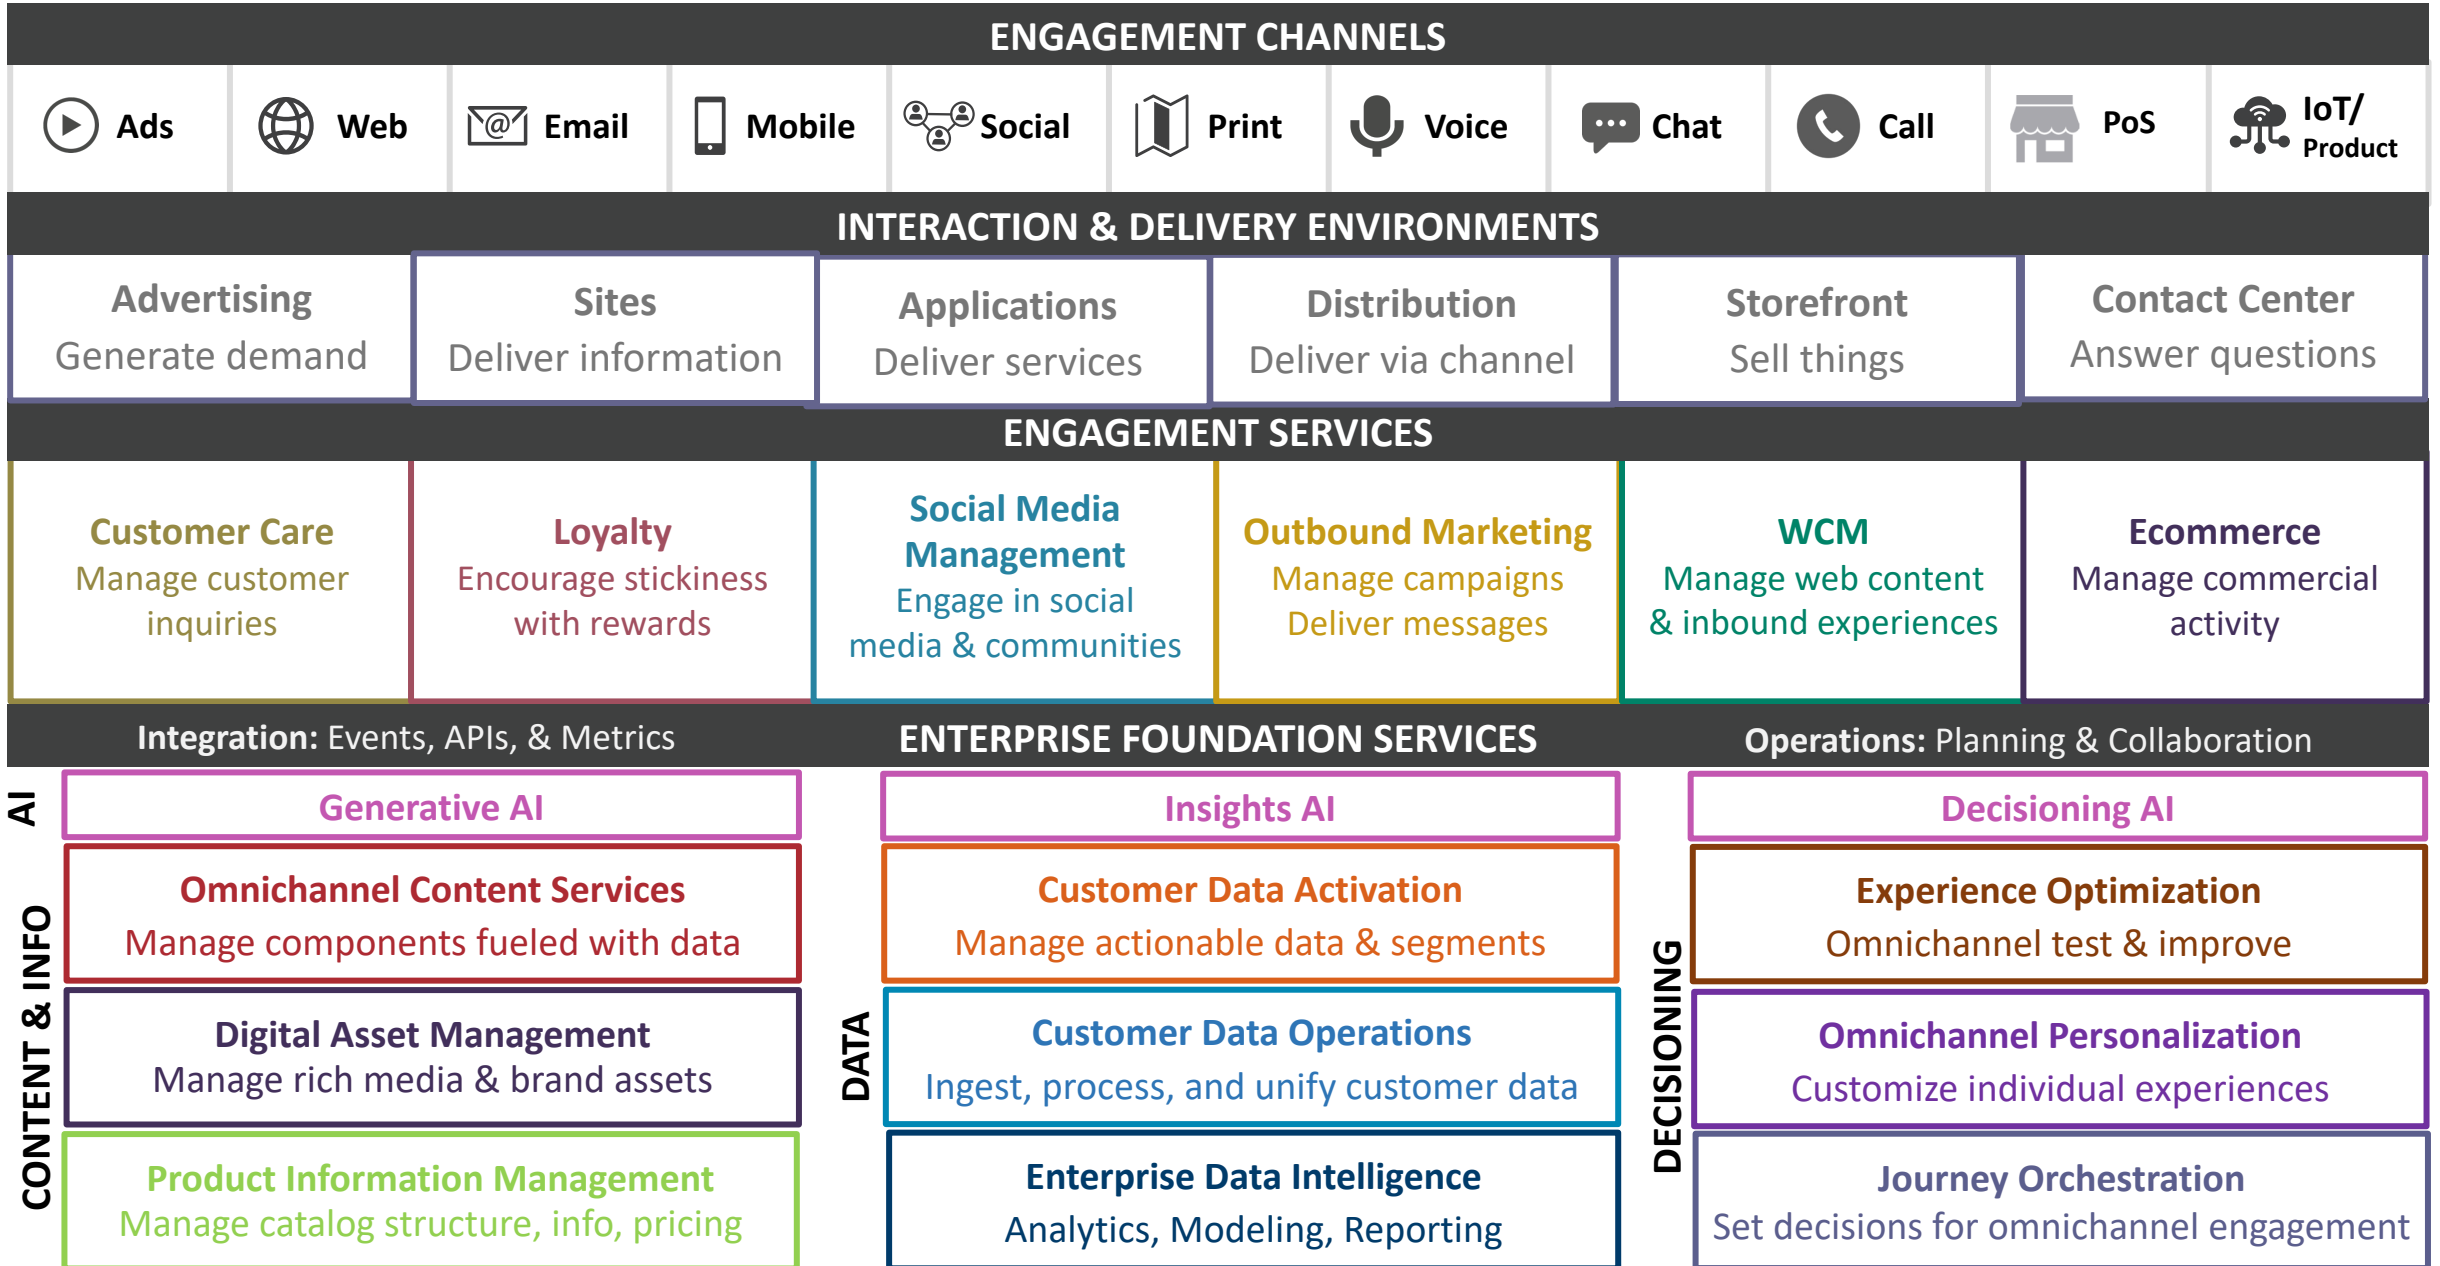 ENGAGEMENT CHANNELS
Ads
Web
@
Email
Mobile
Social
Print
Voice
Chat
Call
PoS
IoT/
Product
INTERACTION & DELIVERY ENVIRONMENTS
Advertising
Generate demand
Sites
Deliver information
Applications
Deliver services
Distribution
Deliver via channel
Storefront
Sell things
Contact Center
Answer questions
ENGAGEMENT SERVICES
Customer Care
Manage customer
inquiries
Loyalty
Encourage stickiness
with rewards
Social Media
Management
Engage in social
media & communities
Outbound Marketing
Manage campaigns
Deliver messages
WCM
Manage web content
& inbound experiences
Ecommerce
Manage commercial
activity
Integration: Events, APIs, & Metrics
ENTERPRISE FOUNDATION SERVICES
Operations: Planning & Collaboration
AI
Generative AI
Insights AI
Decisioning AI
CONTENT & INFO
Omnichannel Content Services
Manage components fueled with data
Digital Asset Management
Manage rich media & brand assets
Product Information Management
Manage catalog structure, info, pricing
DATA
Customer Data Activation
Manage actionable data & segments
Customer Data Operations
Ingest, process, and unify customer data
Enterprise Data Intelligence
Analytics, Modeling, Reporting
DECISIONING
Experience Optimization
Omnichannel test & improve
Omnichannel Personalization
Customize individual experiences
Journey Orchestration
Set decisions for omnichannel engagement